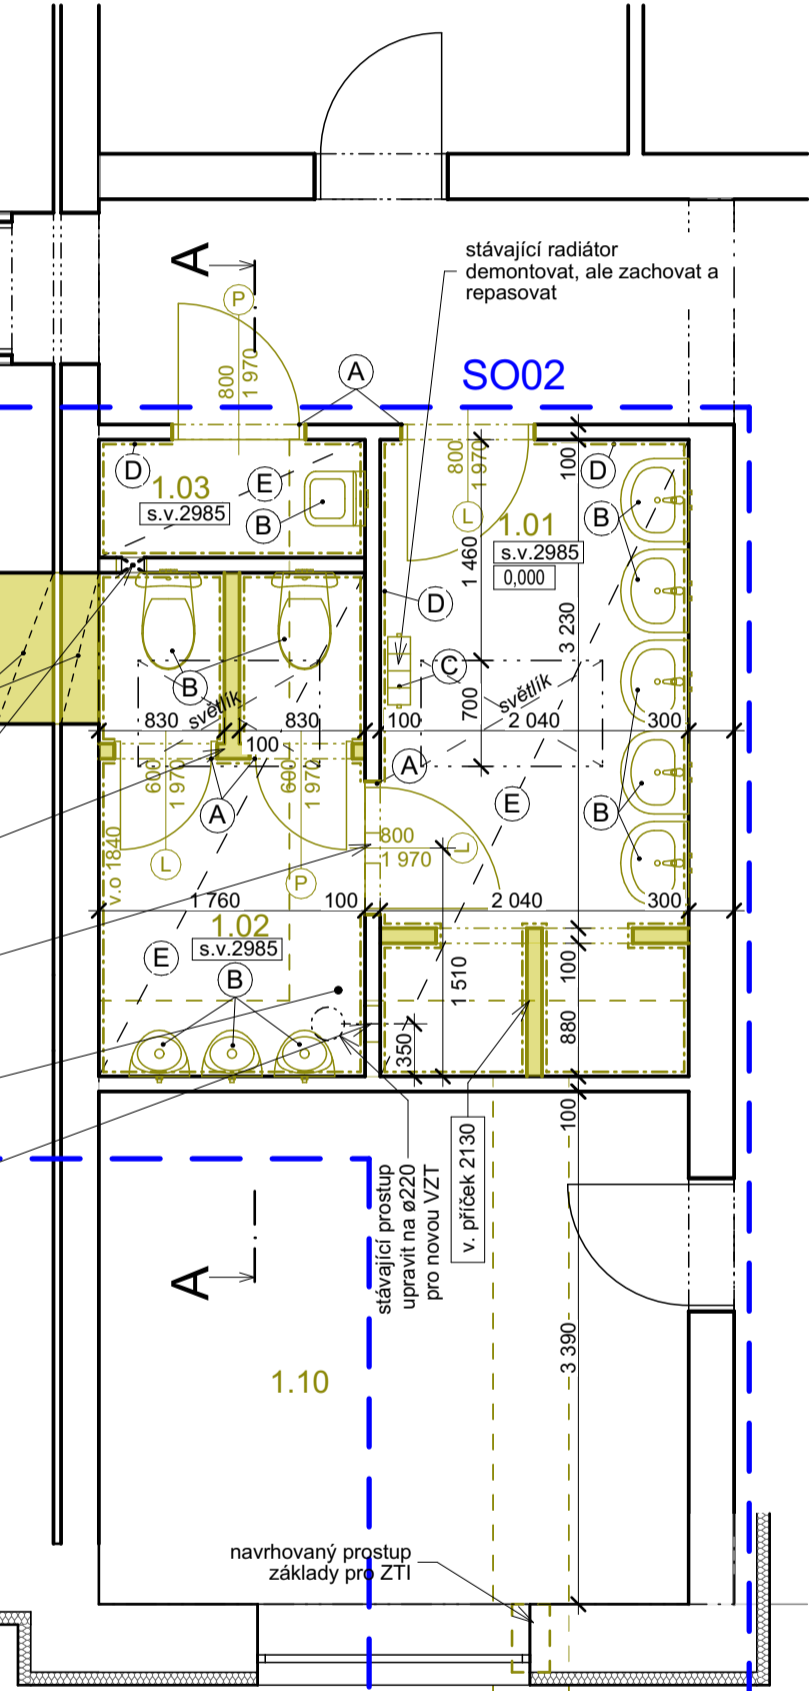 stávající radiátor
demontovat, ale zachovat a
repasovat
A
P
800
1 970
A
SO02
D
1.03
E
s.v.2985
B
800
1 970
L
100
D
1.01
s.v.2985
0,000
B
1 460
D
3 230
C
B
světlík
700
světlík
830
830
100
2 040
300
100
600
1 970
600
1 970
A
A
E
B
v.o 1840
L
P
800
1 970
L
1 760
100
2 040
300
1.02
s.v.2985
E
B
1 510
100
350
880
100
stávající prostup
upravit na ø220
pro novou VZT
v. příček 2130
A
3 390
1.10
navrhovaný prostup
základy pro ZTI